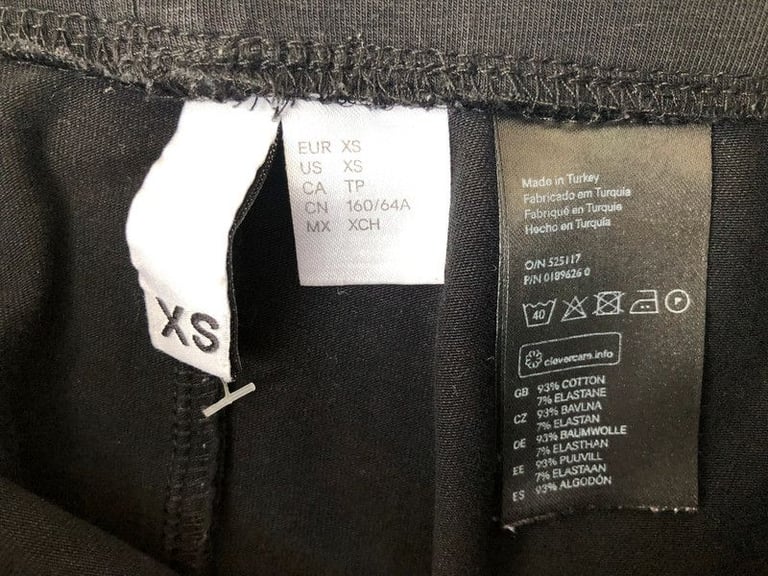 XS
EUR XS
US XS
CA TP
CN 160/64A
MX XCH
Made in Turkey
Fabricado em Turquia
Fabriqué en Turquie
Hecho en Turquia
O/N 525117
P/N 0189626 0
40
P
clevercare.info
GB 93% COTTON
7% ELASTANE
CZ 93% BAVLNA
7% ELASTAN
DE 93% BAUMWOLLE
7% ELASTHAN
EE 93% PUUVILL
7% ELASTAAN
ES 93% ALGODÓN